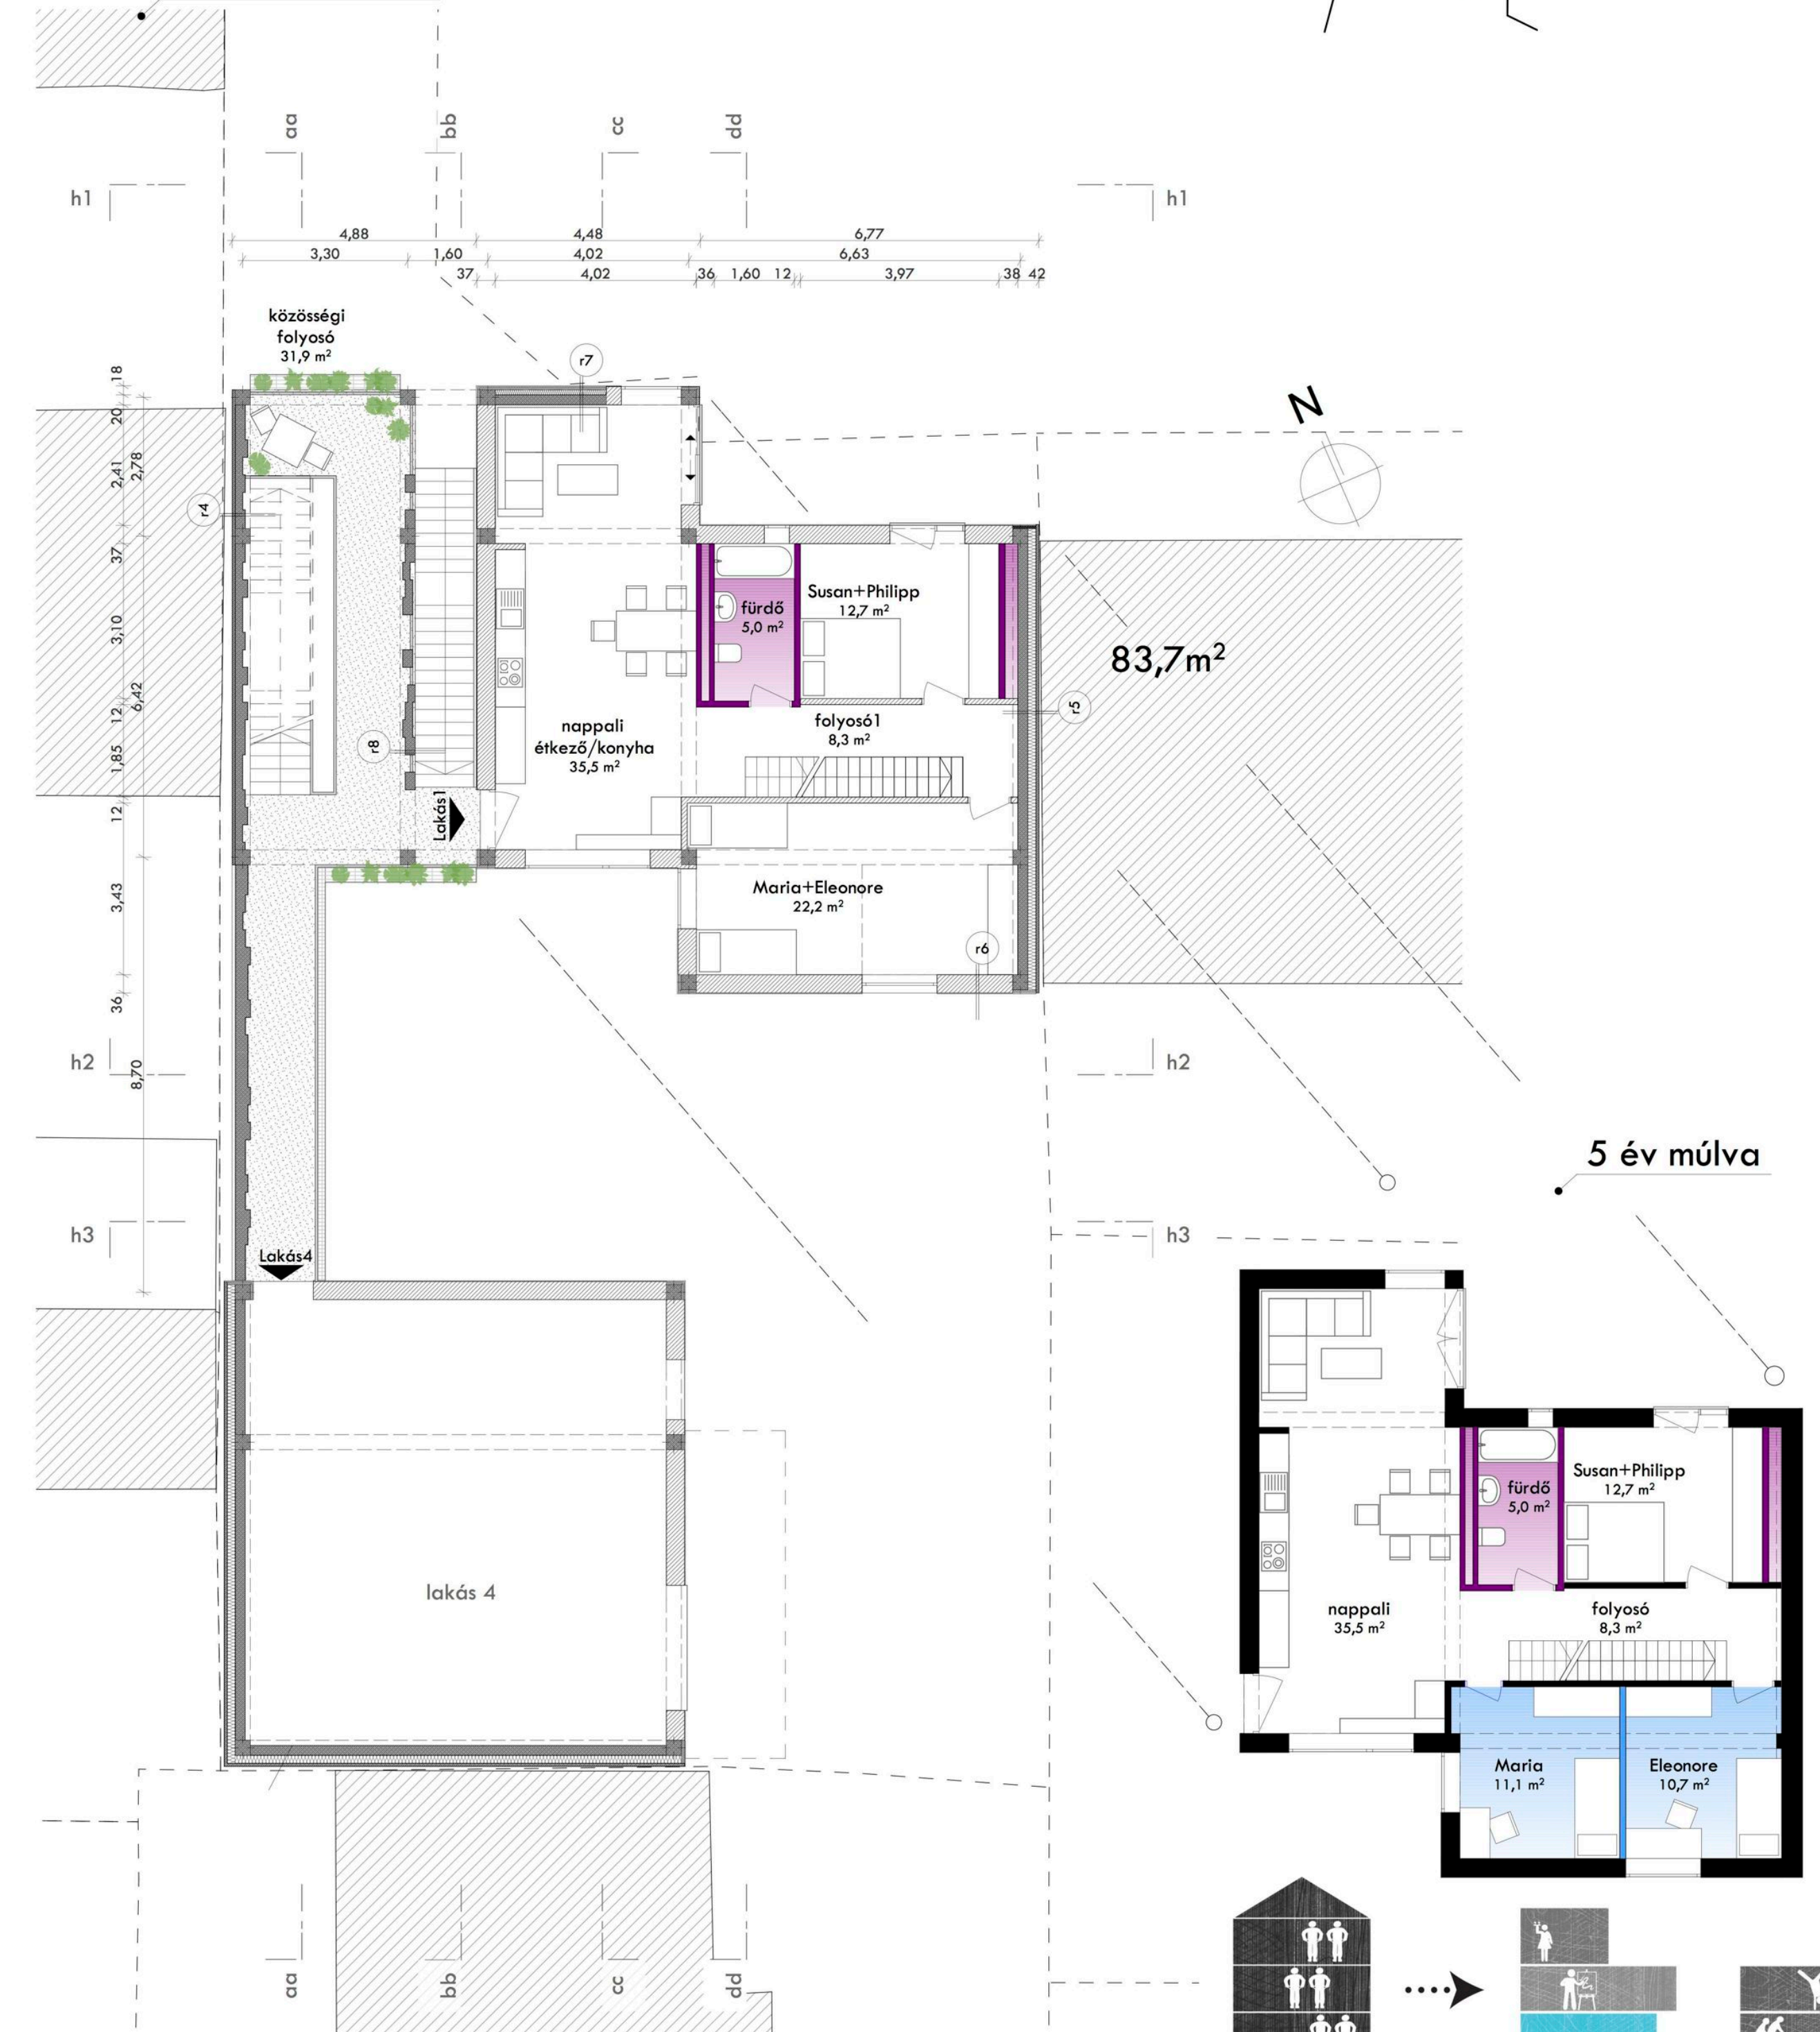 aa
bb
cc
dd
h1
h1
4,88
4,48
6,77
3,30
1,60
4,02
6,63
37
4,02
36
1,60
12
3,97
38
42
közösségi
folyosó
31,9 m²
r7
18
20
2,41
2,78
37
3,10
6,42
12
1,85
12
3,43
36
8,70
N
r4
Susan+Philipp
12,7 m²
fürdő
5,0 m²
83,7m²
r5
folyosó1
8,3 m²
nappali
étkező/konyha
35,5 m²
r8
Lakás1
Maria+Eleonore
22,2 m²
r6
h2
h2
5 év múlva
h3
h3
Lakás4
lakás 4
Susan+Philipp
12,7 m²
fürdő
5,0 m²
nappali
35,5 m²
folyosó
8,3 m²
Maria
11,1 m²
Eleonore
10,7 m²
aa
bb
cc
dd